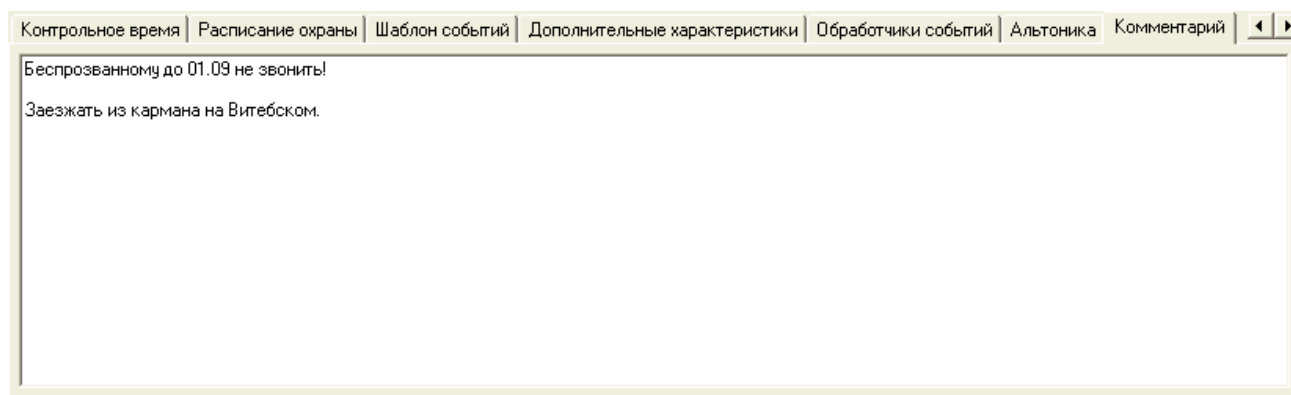 Контрольное время Расписание охраны Шаблон событий Дополнительные характеристики Обработчики событий Альтоника Комментарий
Беспрозванному до 01.09 не звонить!
Заезжать из кармана на Витебском.